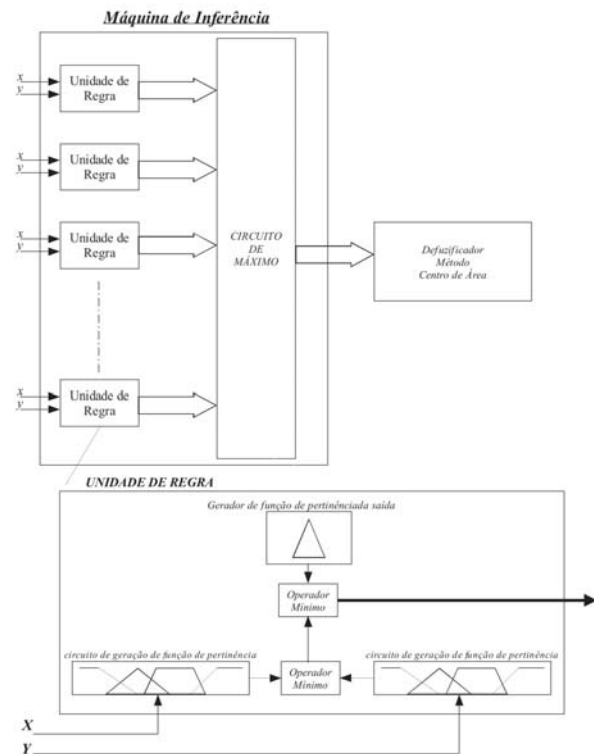 Máquina de Inferência
x
y
Unidade de
Regra
x
y
Unidade de
Regra
x
y
Unidade de
Regra
CIRCUITO
DE
MÁXIMO
Defuzificador
Método
Centro de Área
x
y
Unidade de
Regra
UNIDADE DE REGRA
Gerador de função de pertinênciada saída
Operador
Mínimo
circuito de geração de função de pertinência
Operador
Mínimo
circuito de geração de função de pertinência
X
Y